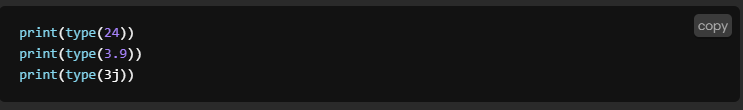 copy
print(type(24))
print(type(3.9))
print(type(3j))